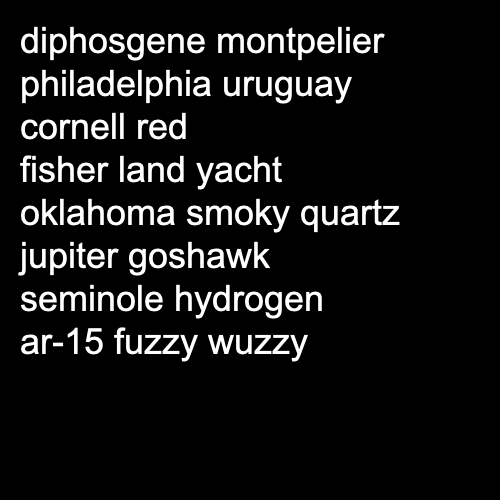 diphosgene montpelier
philadelphia uruguay
cornell red
fisher land yacht
oklahoma smoky quartz
jupiter goshawk
seminole hydrogen
ar-15 fuzzy wuzzy